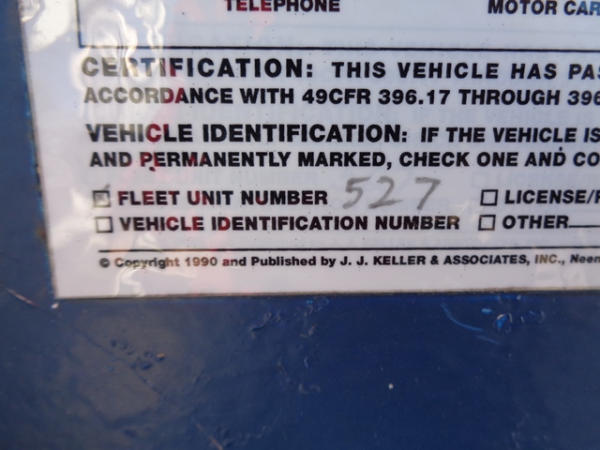 TELEPHONE MOTOR CAR
CERTIFICATION: THIS VEHICLE HAS PAS
ACCORDANCE WITH 49CFR 396.17 THROUGH 396
VEHICLE IDENTIFICATION: IF THE VEHICLE IS
AND PERMANENTLY MARKED, CHECK ONE AND CO
FLEET UNIT NUMBER 527 LICENSE/R
VEHICLE IDENTIFICATION NUMBER OTHER
© Copyright 1990 and Published by J. J. KELLER & ASSOCIATES, INC., Neen